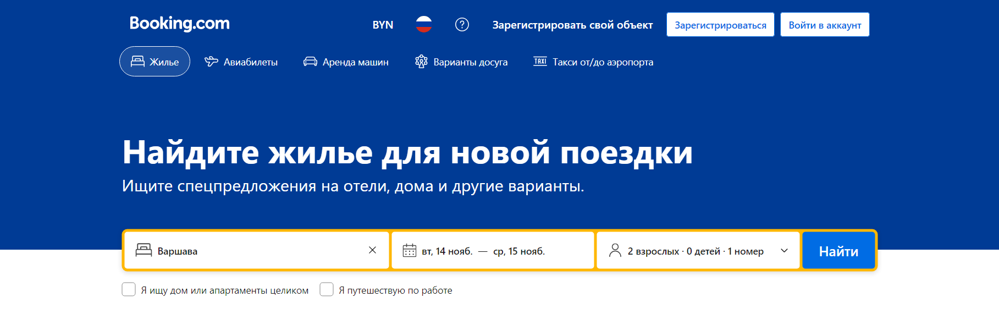 Booking.com
BYN
?
Зарегистрировать свой объект
Зарегистрироваться
Войти в аккаунт
Жилье
Авиабилеты
Аренда машин
Варианты досуга
TAXI
Такси от/до аэропорта
Найдите жилье для новой поездки
Ищите спецпредложения на отели, дома и другие варианты.
Варшава
вт, 14 нояб. — ср, 15 нояб.
2 взрослых · 0 детей · 1 номер
Найти
Я ищу дом или апартаменты целиком
Я путешествую по работе